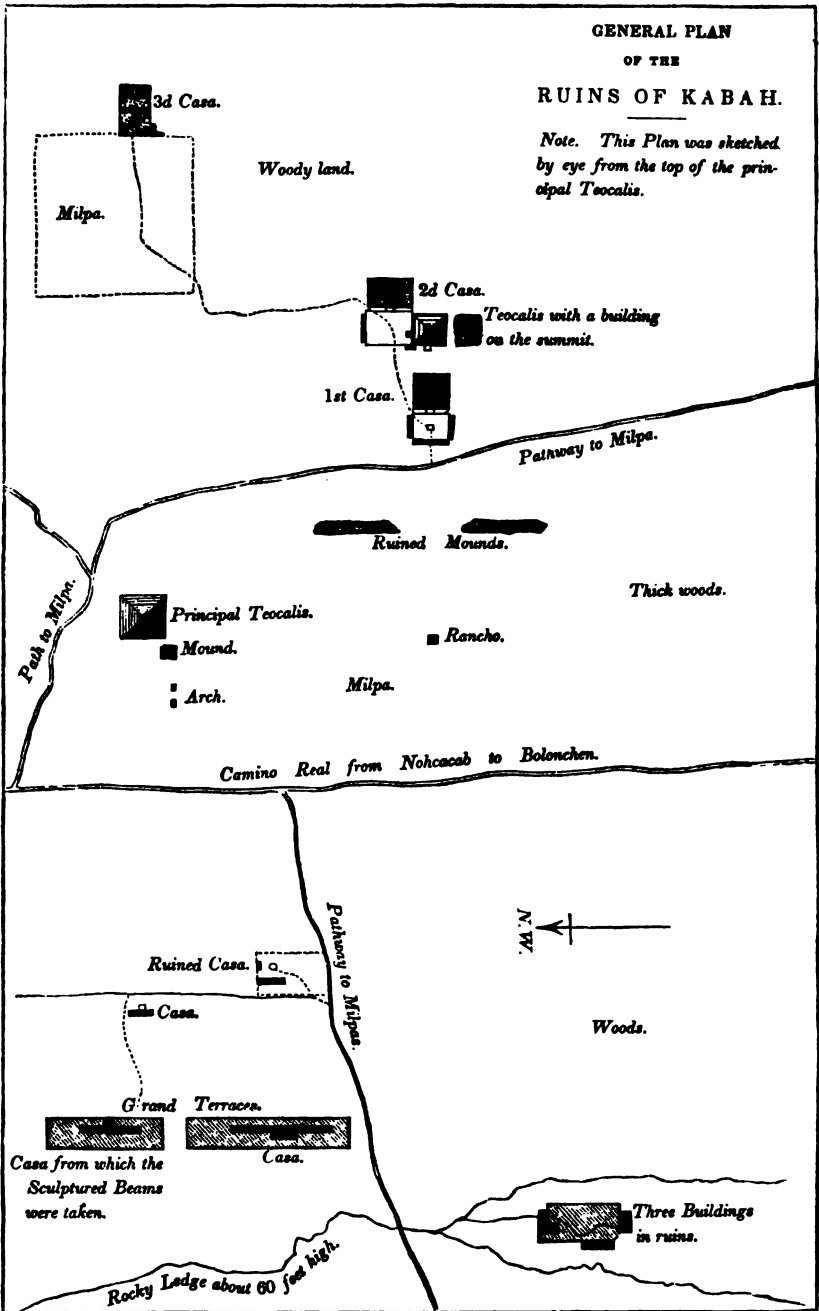 GENERAL PLAN
OF THE
RUINS OF KABAH.
Note. This Plan was sketched
by eye from the top of the prin-
cipal Teocalis.
3d Casa.
Woody land.
Milpa.
2d Casa.
Teocalis with a building
on the summit.
1st Casa.
Pathway to Milpa.
Ruined Mounds.
Path to Milpa.
Thick woods.
Principal Teocalis.
Rancho.
Mound.
Milpa.
Arch.
Camino Real from Nohcacab to Bolonchen.
N.W.
Pathway to Milpas.
Ruined Casa.
Casa.
Woods.
Grand Terraces.
Casa.
Casa from which the
Sculptured Beams
were taken.
Three Buildings
in ruins.
Rocky Ledge about 60 feet high.